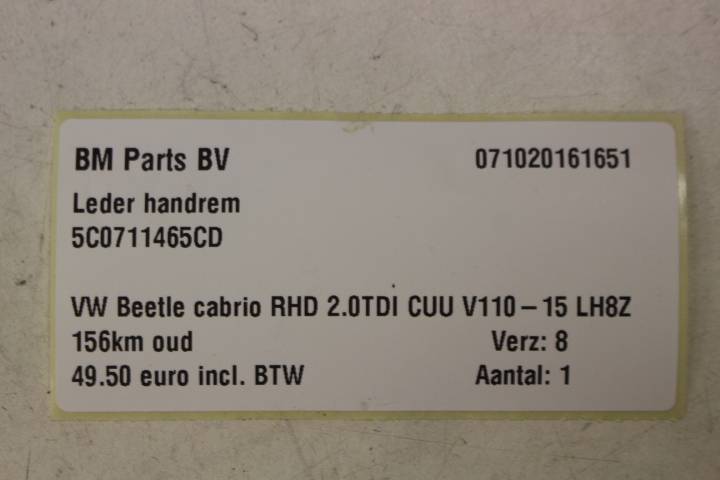 BM Parts BV 071020161651
Leder handrem
5C0711465CD
VW Beetle cabrio RHD 2.0TDI CUU V110-15 LH8Z
156km oud Verz: 8
49.50 euro incl. BTW Aantal: 1